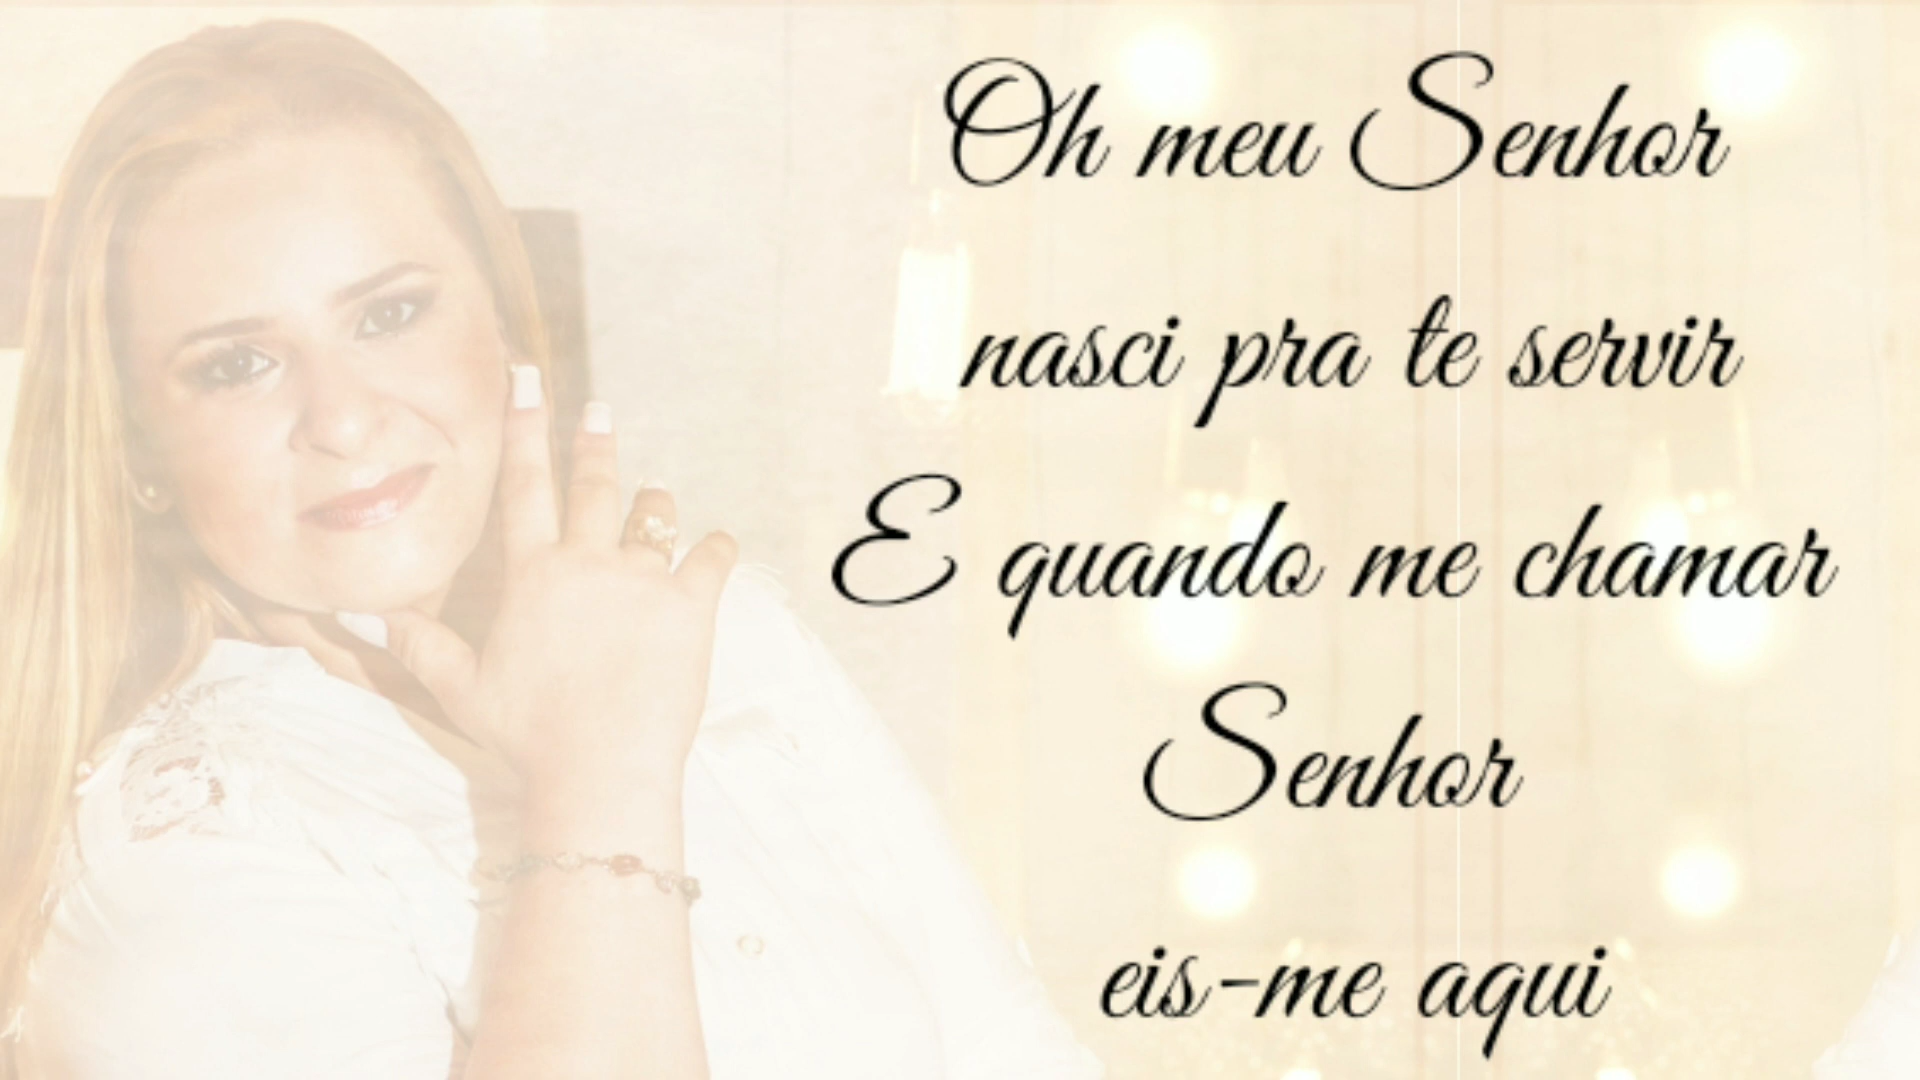 Oh meu Senhor
nasci pra te servir
E quando me chamar
Senhor
eis-me aqui